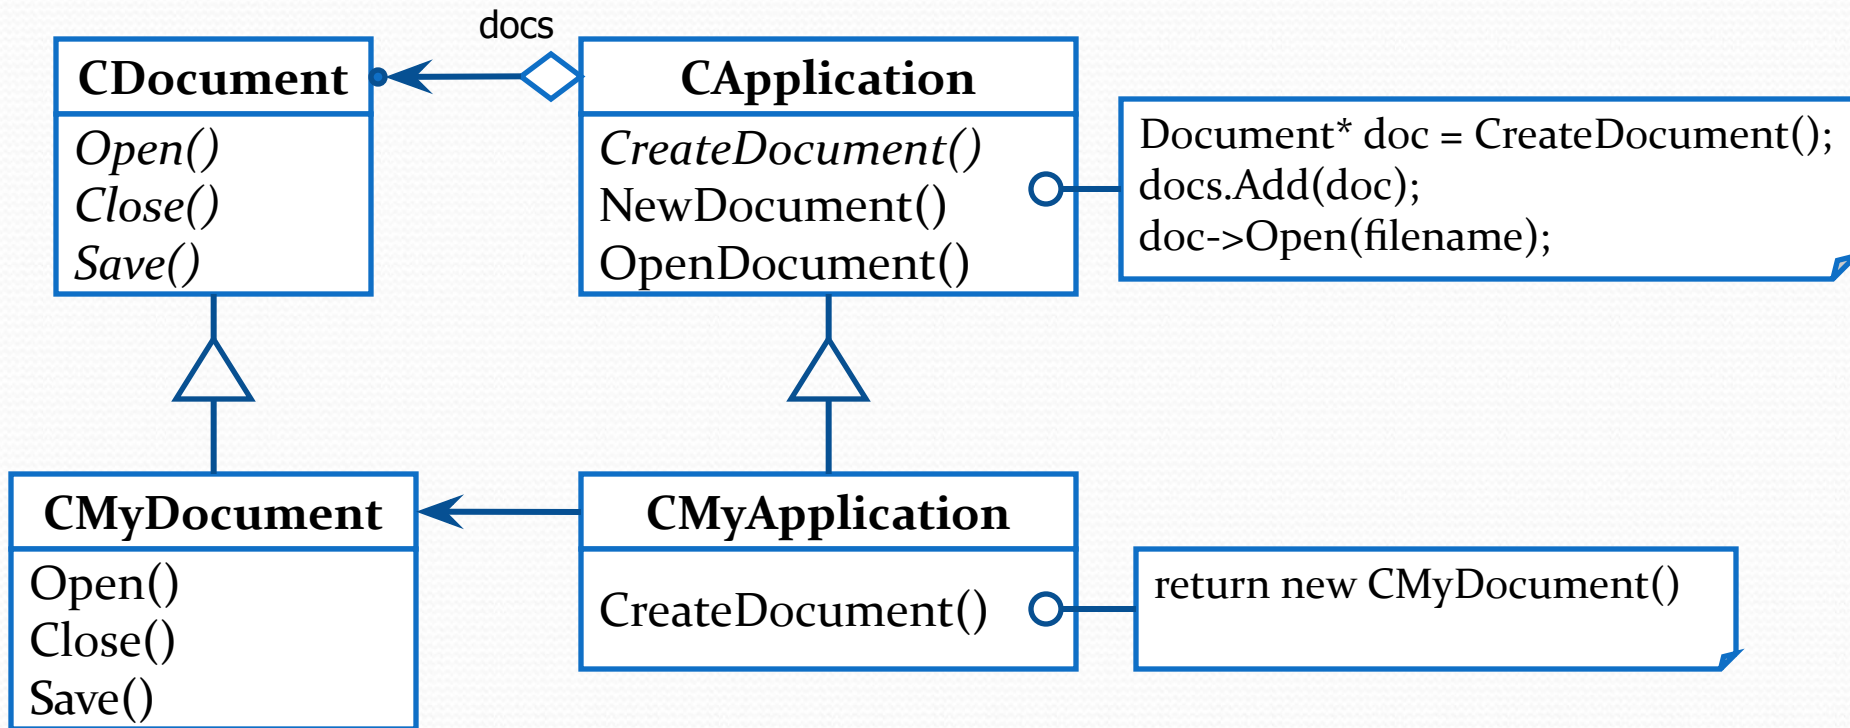 docs
CDocument
Open()
Close()
Save()
CApplication
CreateDocument()
NewDocument()
OpenDocument()
Document* doc = CreateDocument();
docs.Add(doc);
doc->Open(filename);
CMyDocument
Open()
Close()
Save()
CMyApplication
CreateDocument()
return new CMyDocument()